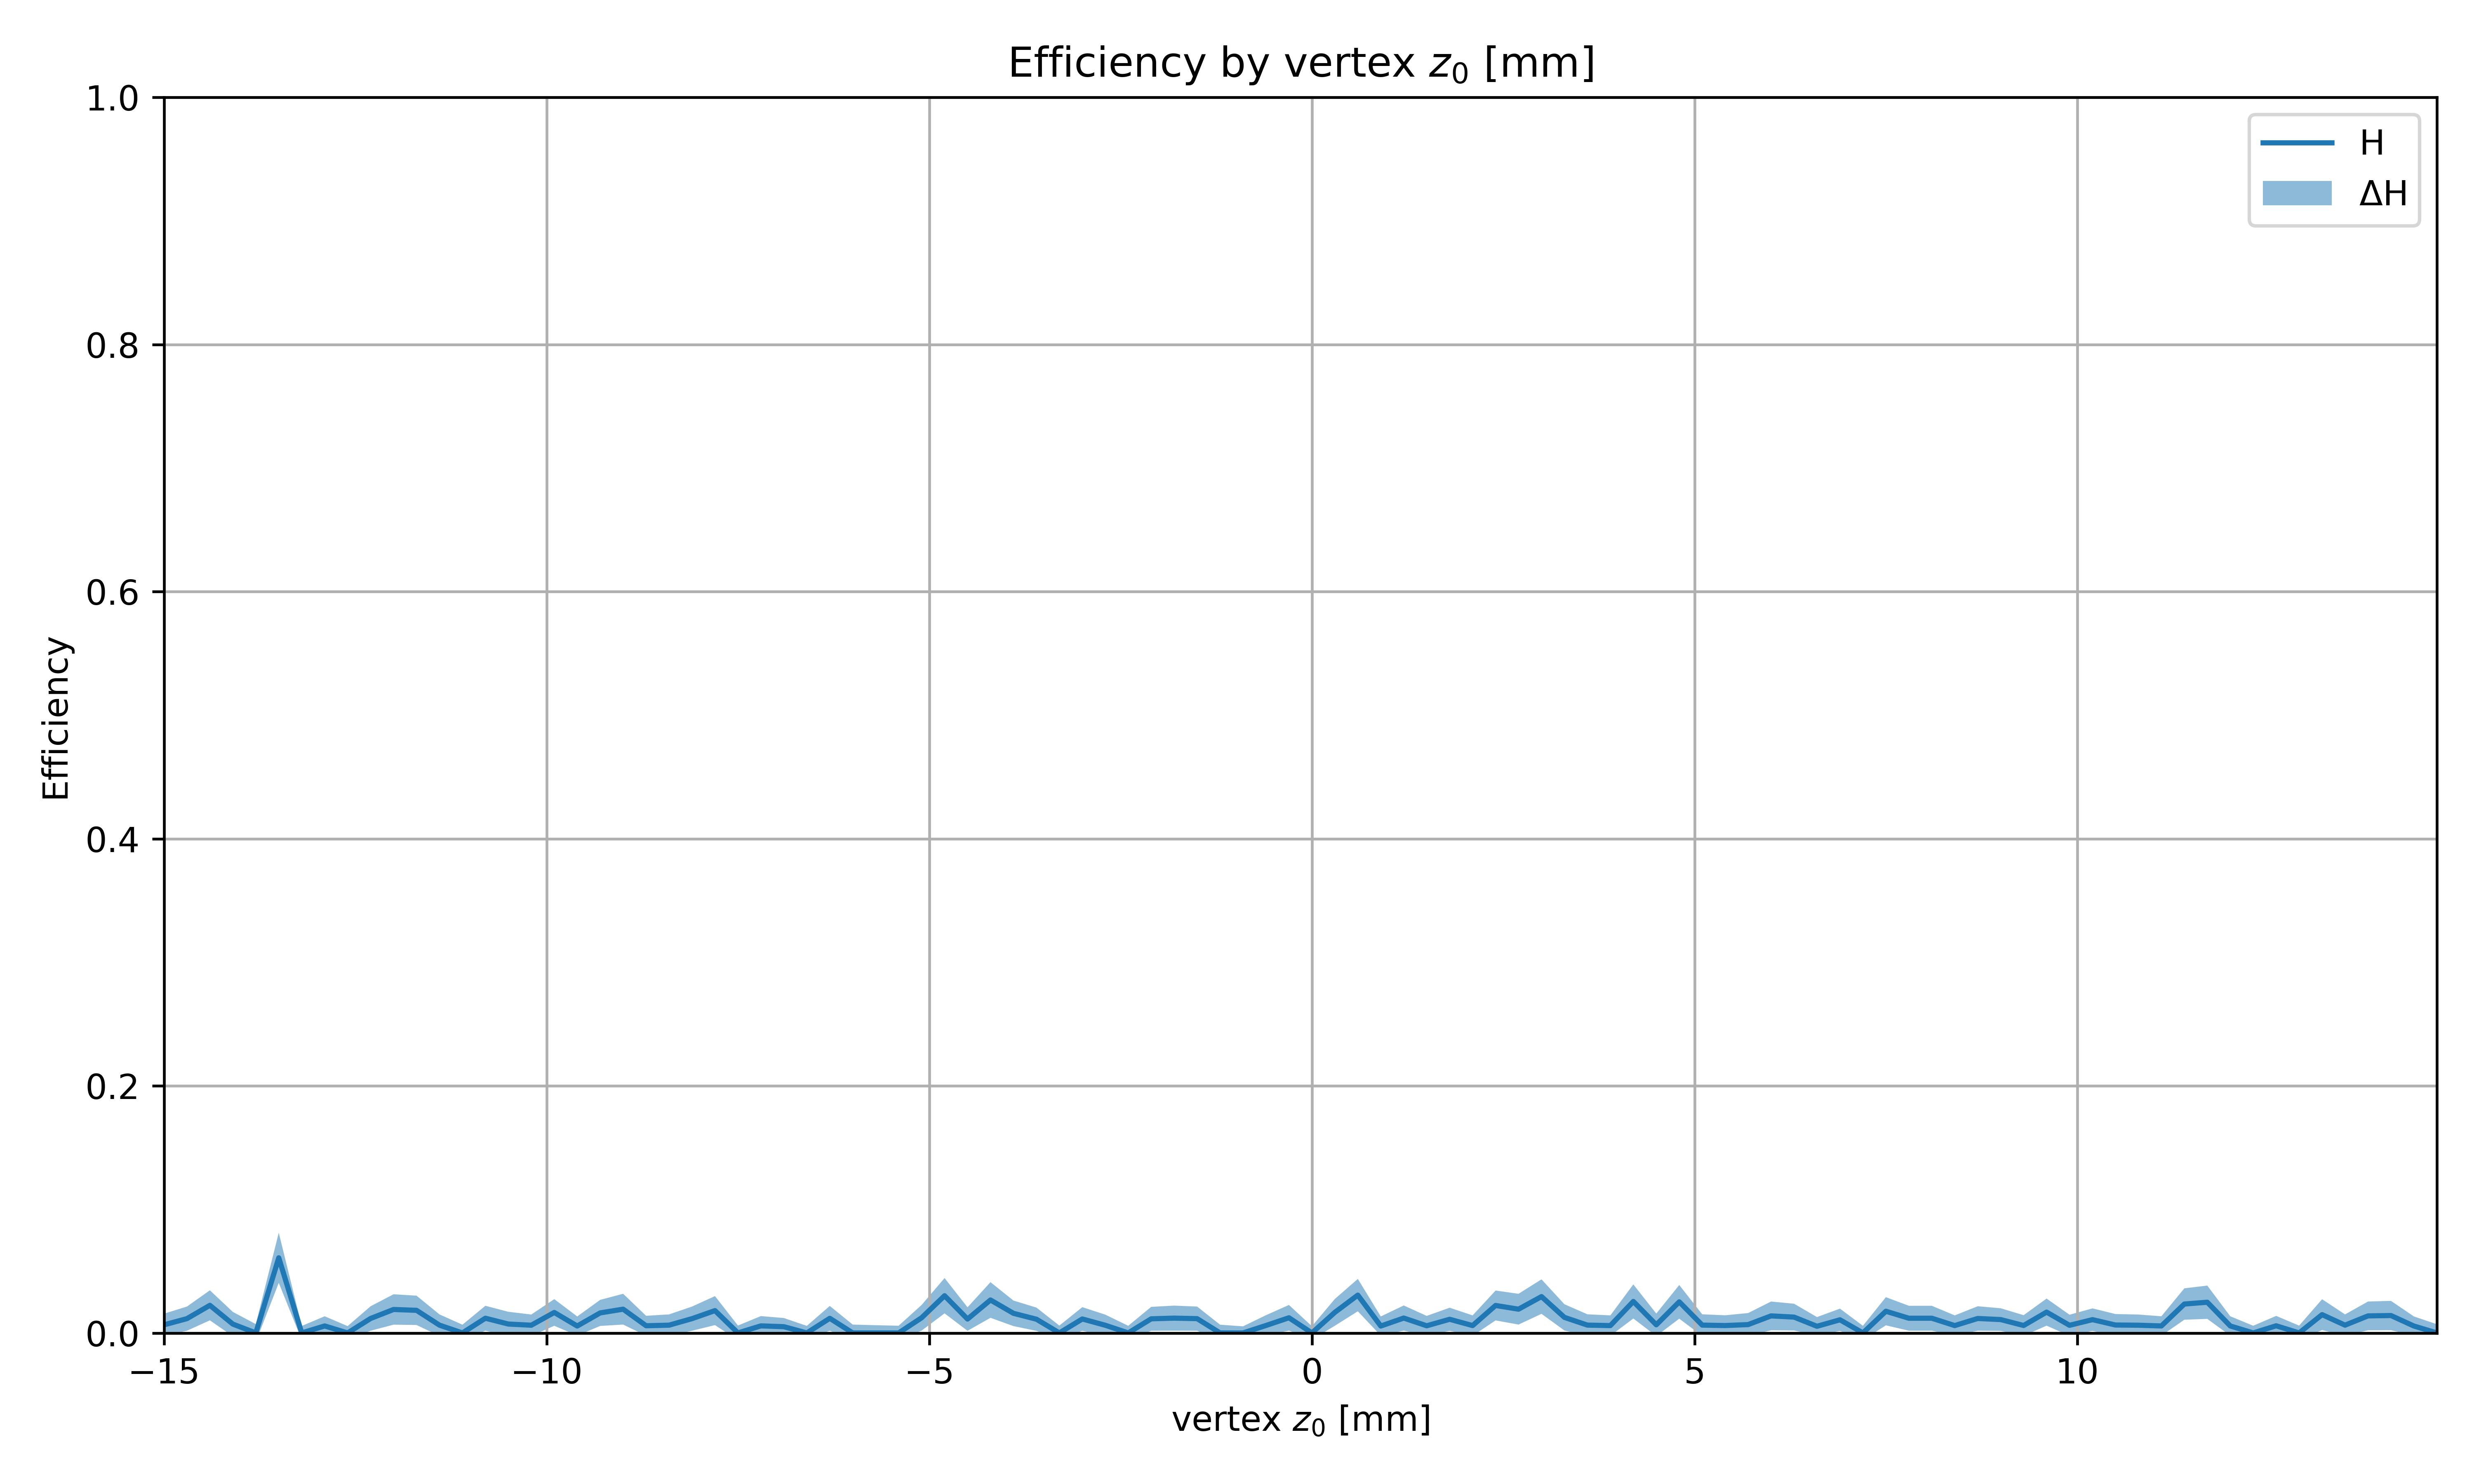 Efficiency by vertex z₀ [mm]
1.0
0.8
0.6
0.4
0.2
0.0
Efficiency
H
ΔH
−15 −10 −5 0 5 10
vertex z₀ [mm]